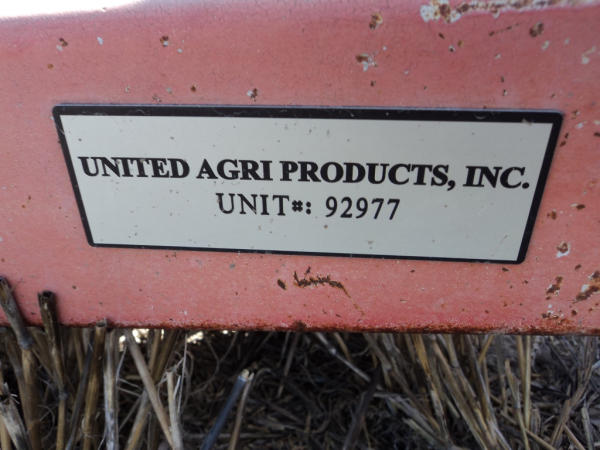 UNITED AGRI PRODUCTS, INC.
UNIT#: 92977